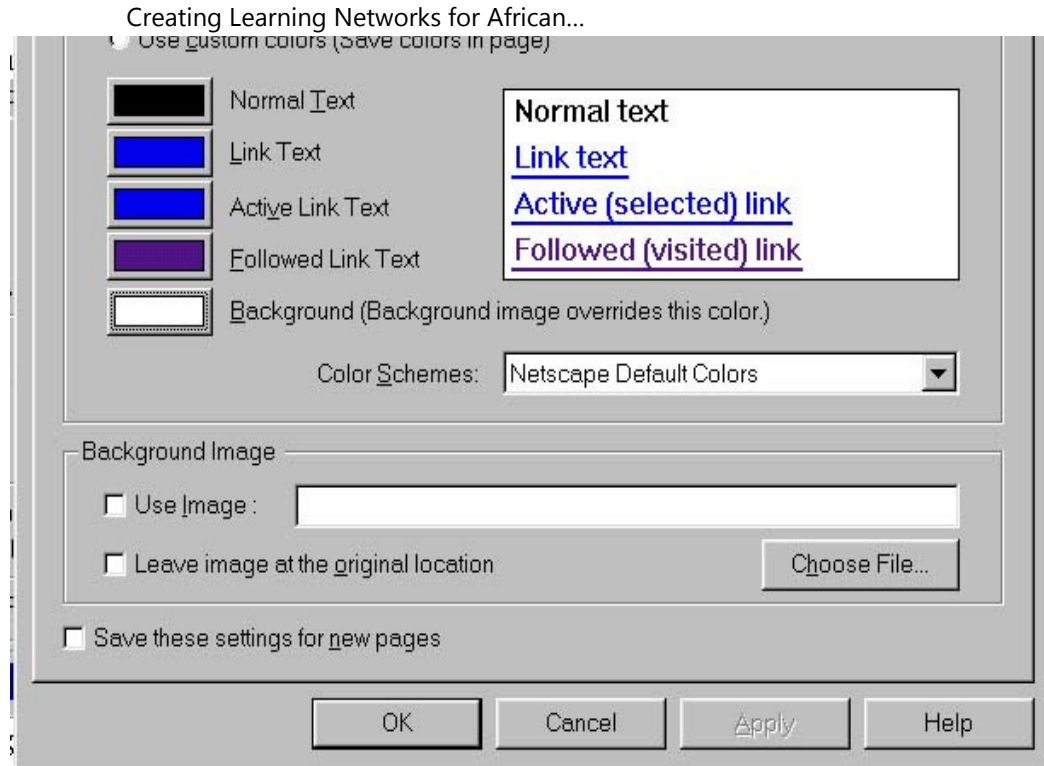 Creating Learning Networks for African…
Use custom colors (Save colors in page)
Normal Text
Link Text
Active Link Text
Followed Link Text
Normal text
Link text
Active (selected) link
Followed (visited) link
Background (Background image overrides this color.)
Color Schemes: Netscape Default Colors
Background Image
Use Image :
Leave image at the original location
Choose File...
Save these settings for new pages
OK Cancel Apply Help